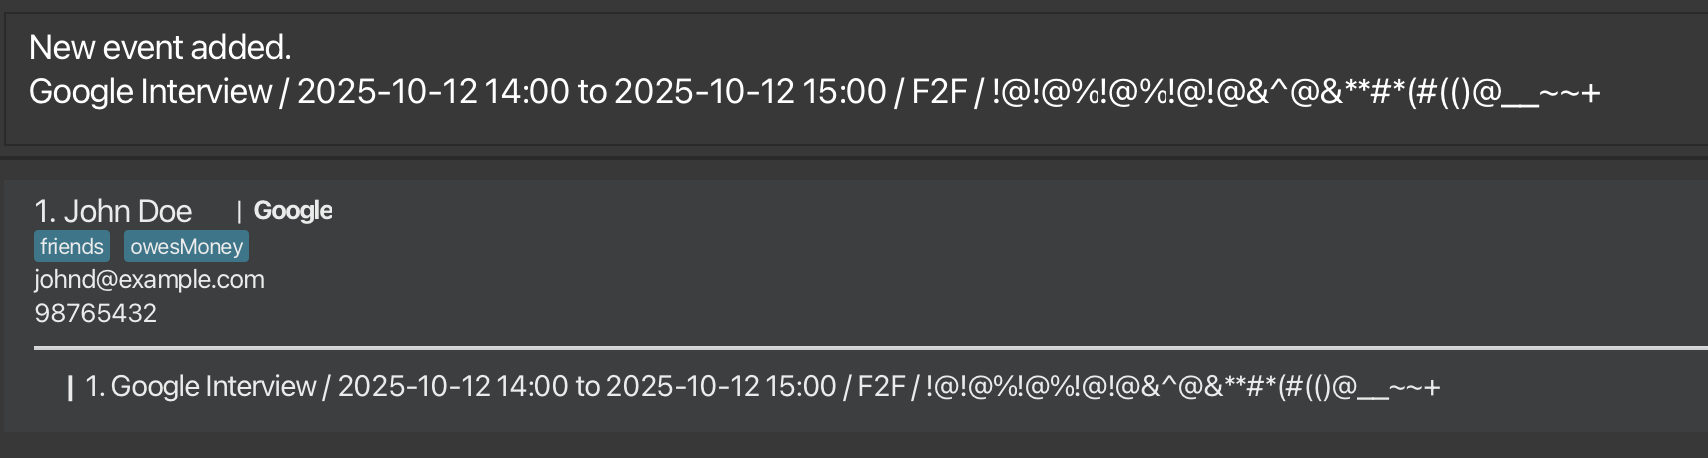 New event added.
Google Interview / 2025-10-12 14:00 to 2025-10-12 15:00 / F2F / !@!@%!@%!@!@&^@&**#*(#(()@__~~+
1. John Doe | Google
friends owesMoney
johnd@example.com
98765432
| 1. Google Interview / 2025-10-12 14:00 to 2025-10-12 15:00 / F2F / !@!@%!@%!@!@&^@&**#*(#(()@__~~+